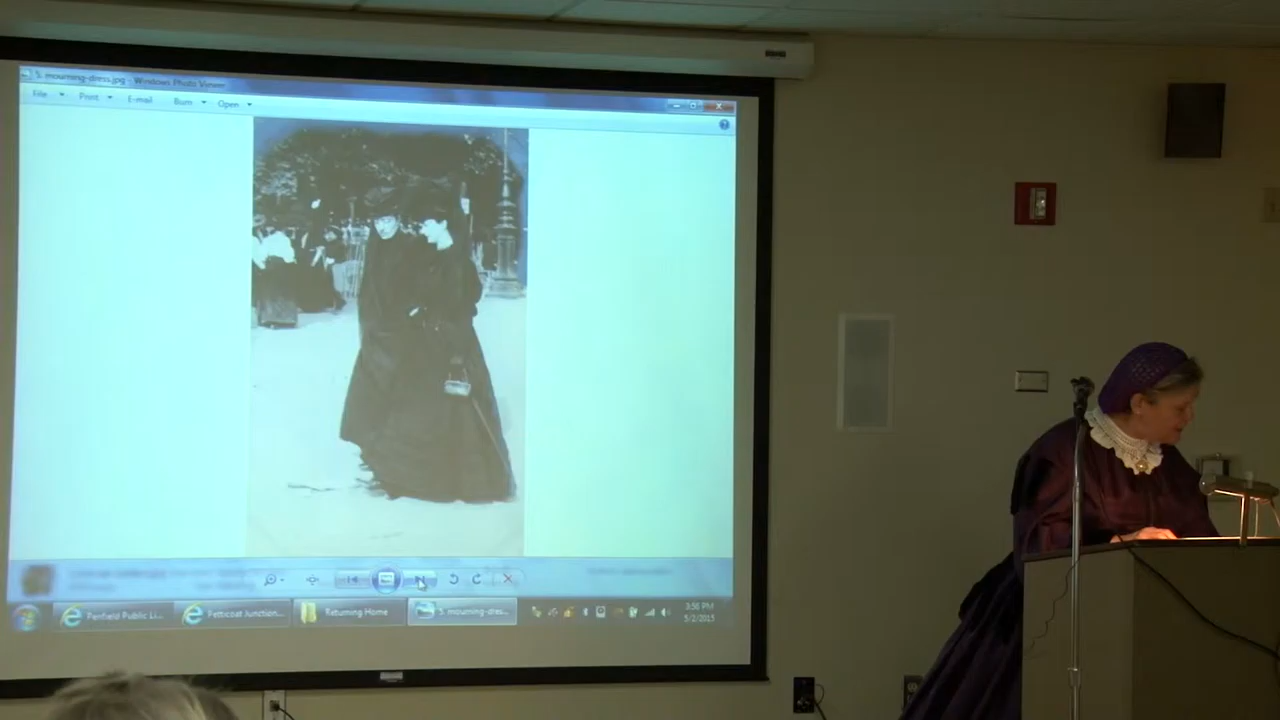 5. mourning-dress.jpg - Windows Photo Viewer
File Print E-mail Burn Open
Penfield Public Li... Petticoat Junction... Returning Home 5. mourning-dres...
3:56 PM
5/2/2015